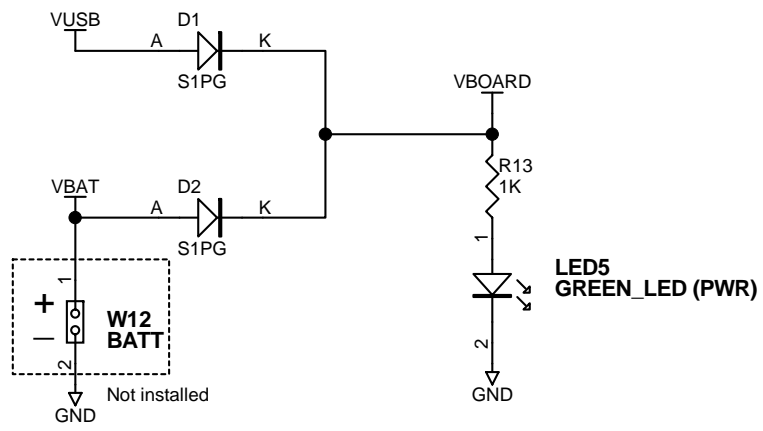 VUSB
D1
A
K
S1PG
VBOARD
R13
1K
VBAT
D2
A
K
S1PG
1
LED5
GREEN_LED (PWR)
1
+
–
W12
BATT
2
2
Not installed
GND
GND